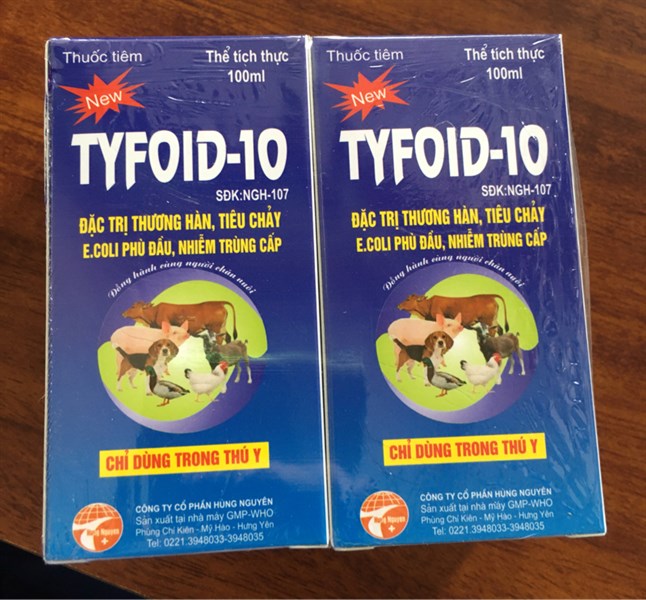 Thuốc tiêm
Thể tích thực
100ml
New
TYFOID-10
SĐK:NGH-107
ĐẶC TRỊ THƯƠNG HÀN, TIÊU CHẢY
E.COLI PHÙ ĐẦU, NHIỄM TRÙNG CẤP
Đồng hành cùng người chăn nuôi
CHỈ DÙNG TRONG THÚ Y
Hung Nguyen
CÔNG TY CỔ PHẦN HÙNG NGUYÊN
Sản xuất tại nhà máy GMP-WHO
Phùng Chí Kiên - Mỹ Hào - Hưng Yên
Tel: 0221.3948033-3948035
Thuốc tiêm
Thể tích thực
100ml
New
TYFOID-10
SĐK:NGH-107
ĐẶC TRỊ THƯƠNG HÀN, TIÊU CHẢY
E.COLI PHÙ ĐẦU, NHIỄM TRÙNG CẤP
Đồng hành cùng người chăn nuôi
CHỈ DÙNG TRONG THÚ Y
Hung Nguyen
CÔNG TY CỔ PHẦN HÙNG NGUYÊN
Sản xuất tại nhà máy GMP-WHO
Phùng Chí Kiên - Mỹ Hào - Hưng Yên
Tel: 0221.3948033-3948035